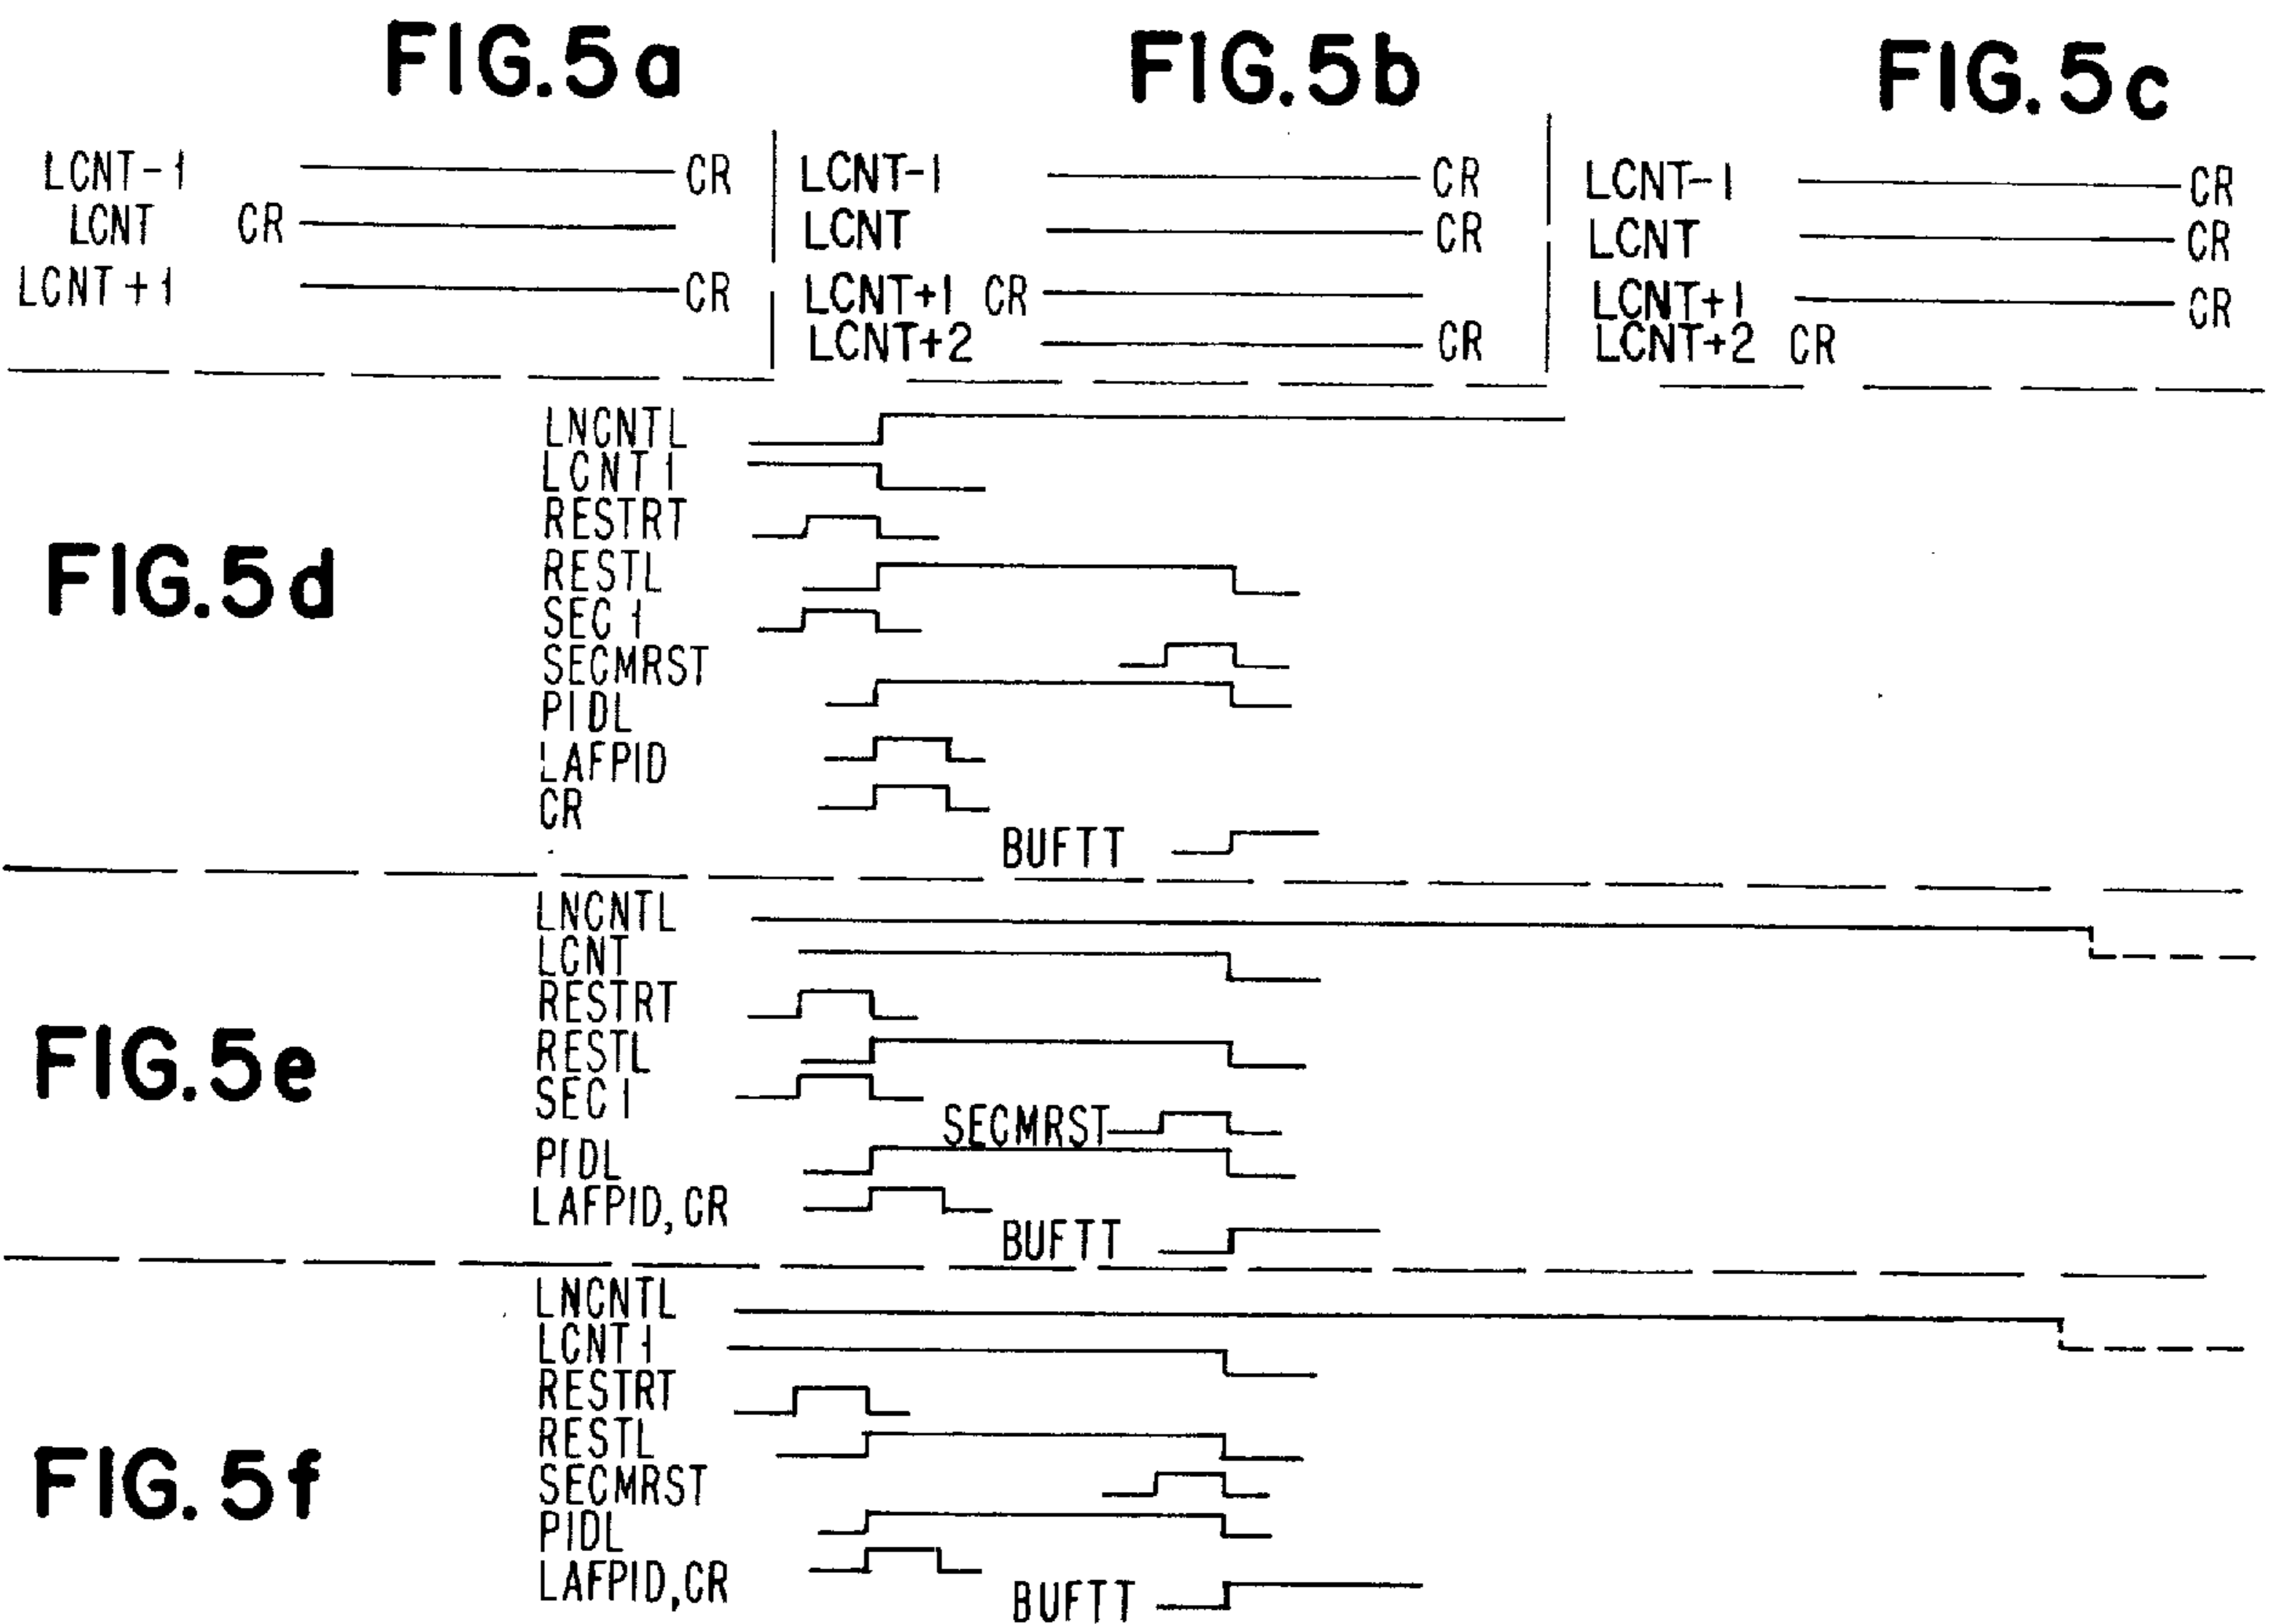 FIG.5a FIG.5b FIG.5c
LCNT-1 CR
LCNT CR
LCNT+1 CR
LCNT-1 CR
LCNT CR
LCNT+1 CR
LCNT+2 CR
LCNT-1 CR
LCNT CR
LCNT+1 CR
LCNT+2 CR
FIG.5d
LNCNTL
LCNT1
RESTRT
RESTL
SEC1
SECMRST
PIDL
LAFPID
CR
BUFTT
FIG.5e
LNCNTL
LCNT
RESTRT
RESTL
SEC1
SECMRST
PIDL
LAFPID,CR
BUFTT
FIG.5f
LNCNTL
LCNT1
RESTRT
RESTL
SECMRST
PIDL
LAFPID,CR
BUFTT